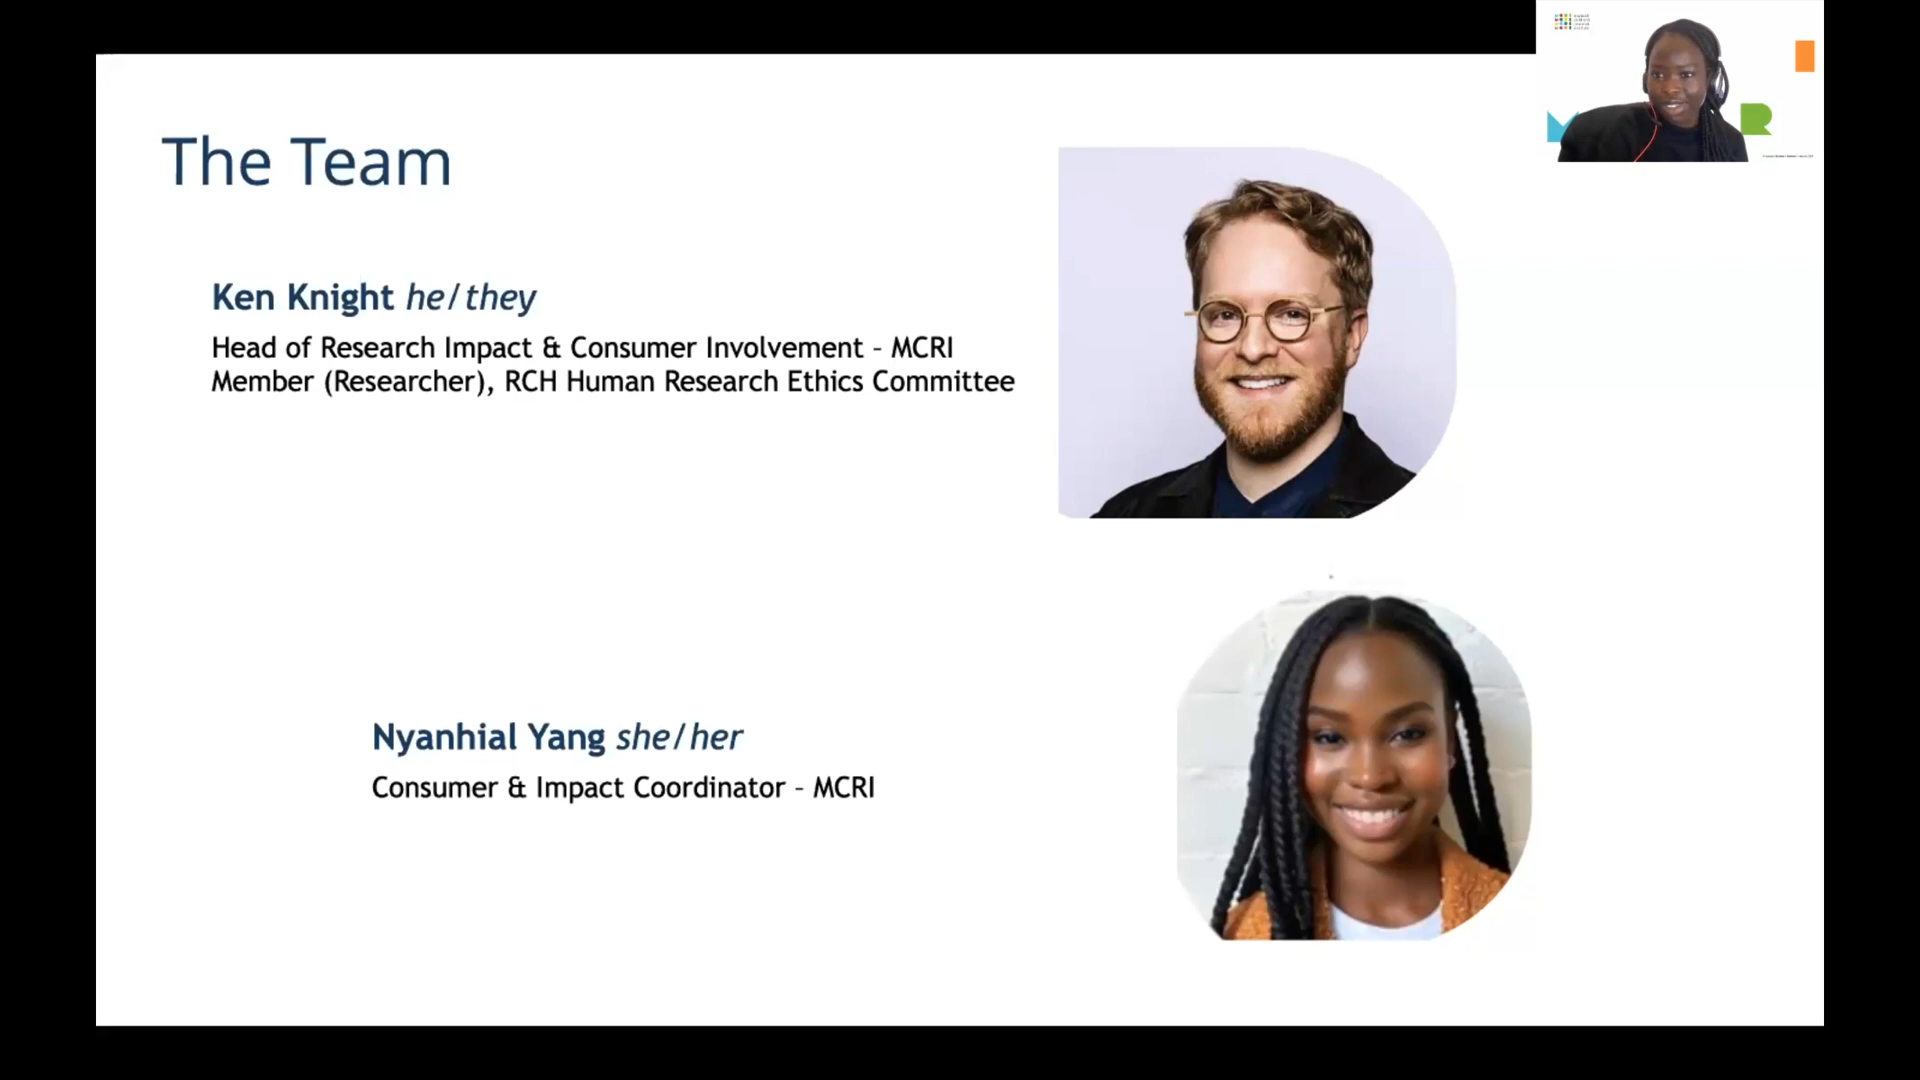 The Team
Ken Knight he/they
Head of Research Impact & Consumer Involvement – MCRI
Member (Researcher), RCH Human Research Ethics Committee
Nyanhial Yang she/her
Consumer & Impact Coordinator – MCRI